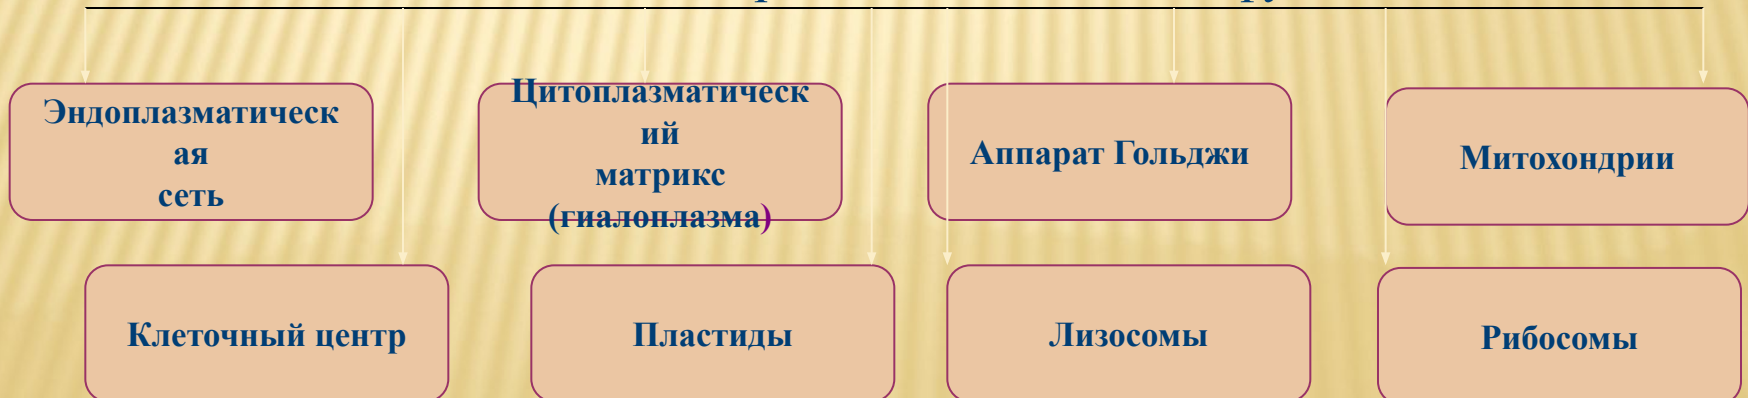 Эндоплазматическ
ая
сеть
Цитоплазматическ
ий
матрикс
(гиалоплазма)
Аппарат Гольджи
Митохондрии
Клеточный центр
Пластиды
Лизосомы
Рибосомы